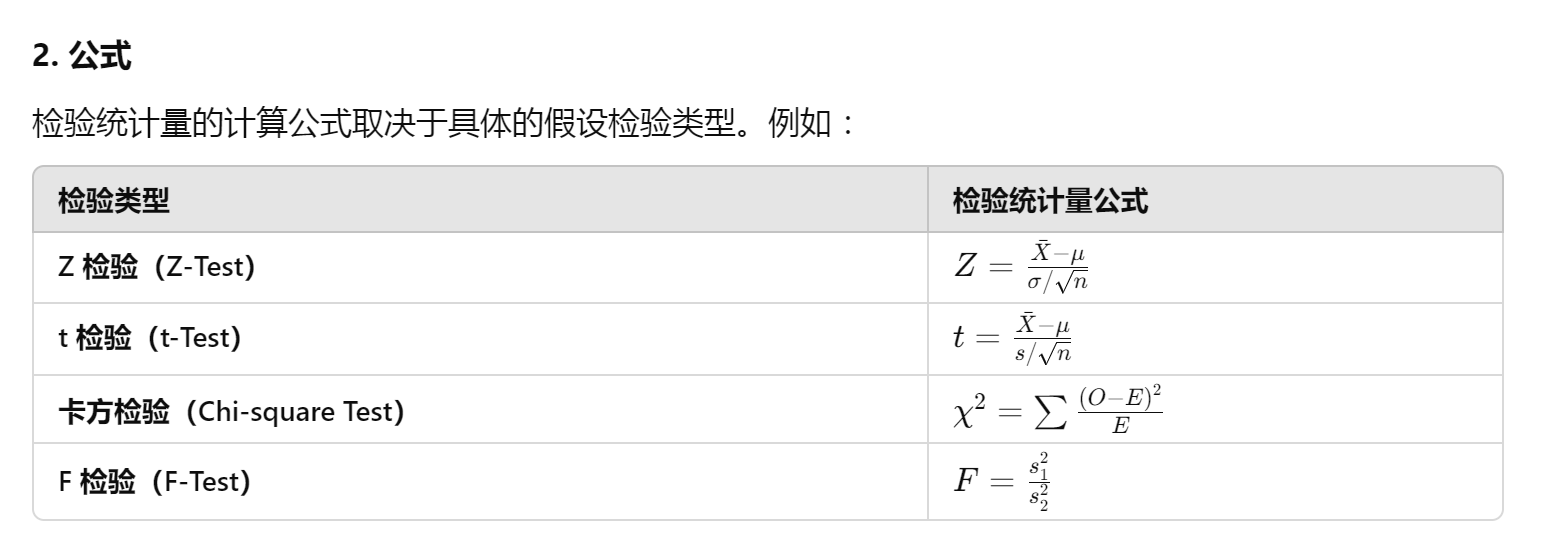 2. 公式
检验统计量的计算公式取决于具体的假设检验类型。例如：
检验类型 检验统计量公式
Z 检验（Z-Test） Z = \frac{\bar{X}-\mu}{\sigma/\sqrt{n}}
t 检验（t-Test） t = \frac{\bar{X}-\mu}{s/\sqrt{n}}
卡方检验（Chi-square Test） \chi^2 = \sum \frac{(O-E)^2}{E}
F 检验（F-Test） F = \frac{s_1^2}{s_2^2}